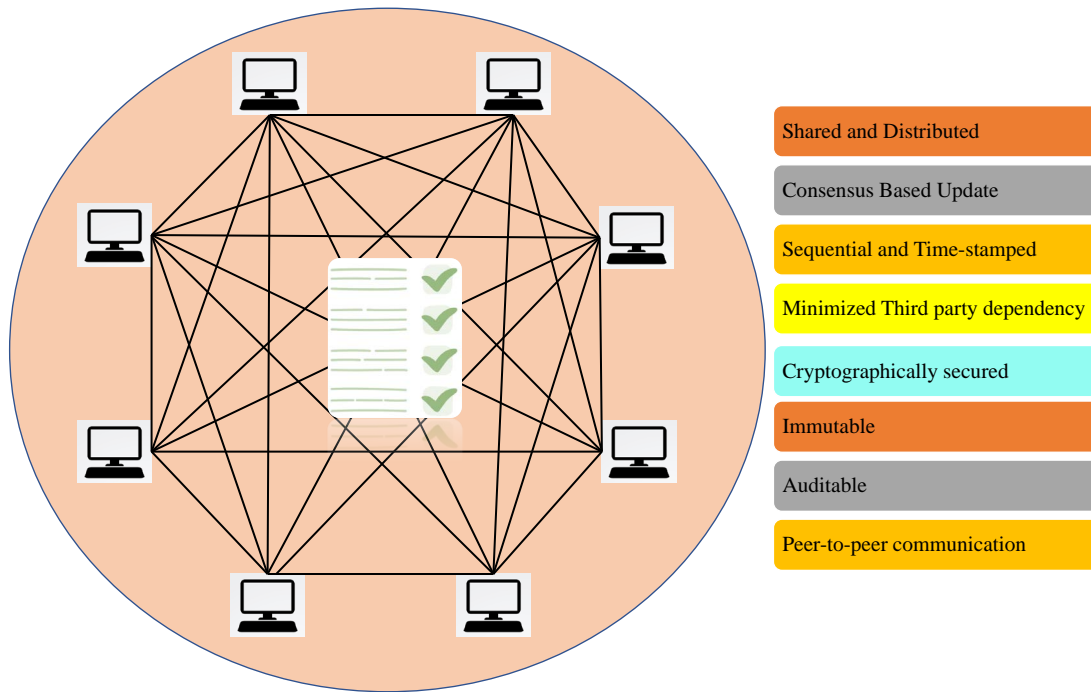 Shared and Distributed
Consensus Based Update
Sequential and Time-stamped
Minimized Third party dependency
Cryptographically secured
Immutable
Auditable
Peer-to-peer communication